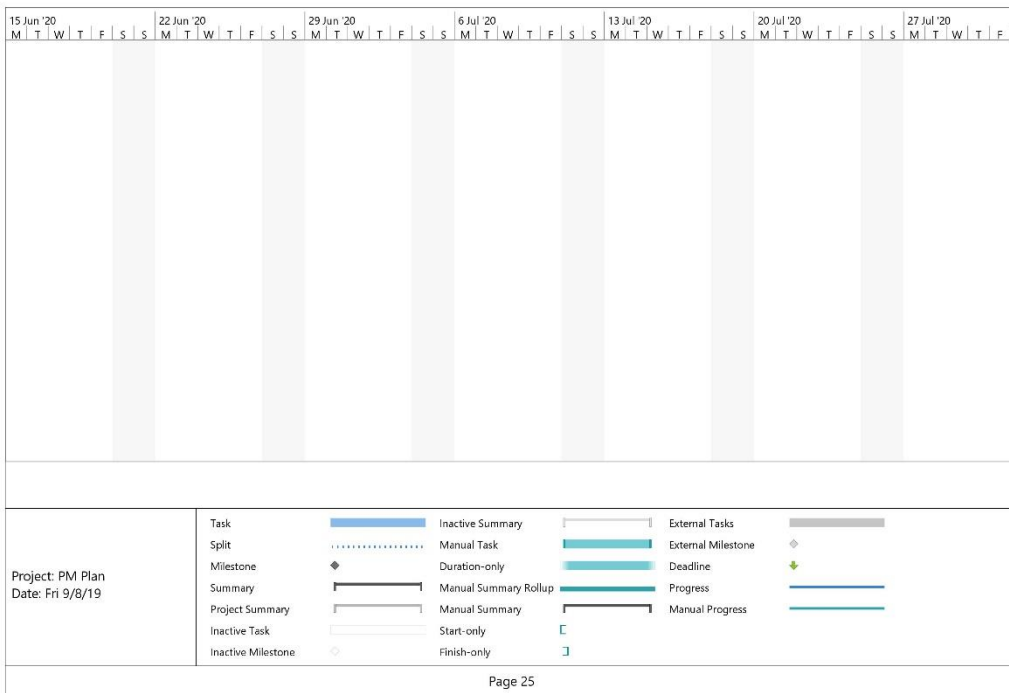 15 Jun '20 22 Jun '20 29 Jun '20 6 Jul '20 13 Jul '20 20 Jul '20 27 Jul '20
M T W T F S S M T W T F S S M T W T F S S M T W T F S S M T W T F S S M T W T F S S M T W T F
Project: PM Plan
Date: Fri 9/8/19
Task
Split
Milestone
Summary
Project Summary
Inactive Task
Inactive Milestone
Inactive Summary
Manual Task
Duration-only
Manual Summary Rollup
Manual Summary
Start-only
Finish-only
External Tasks
External Milestone
Deadline
Progress
Manual Progress
Page 25